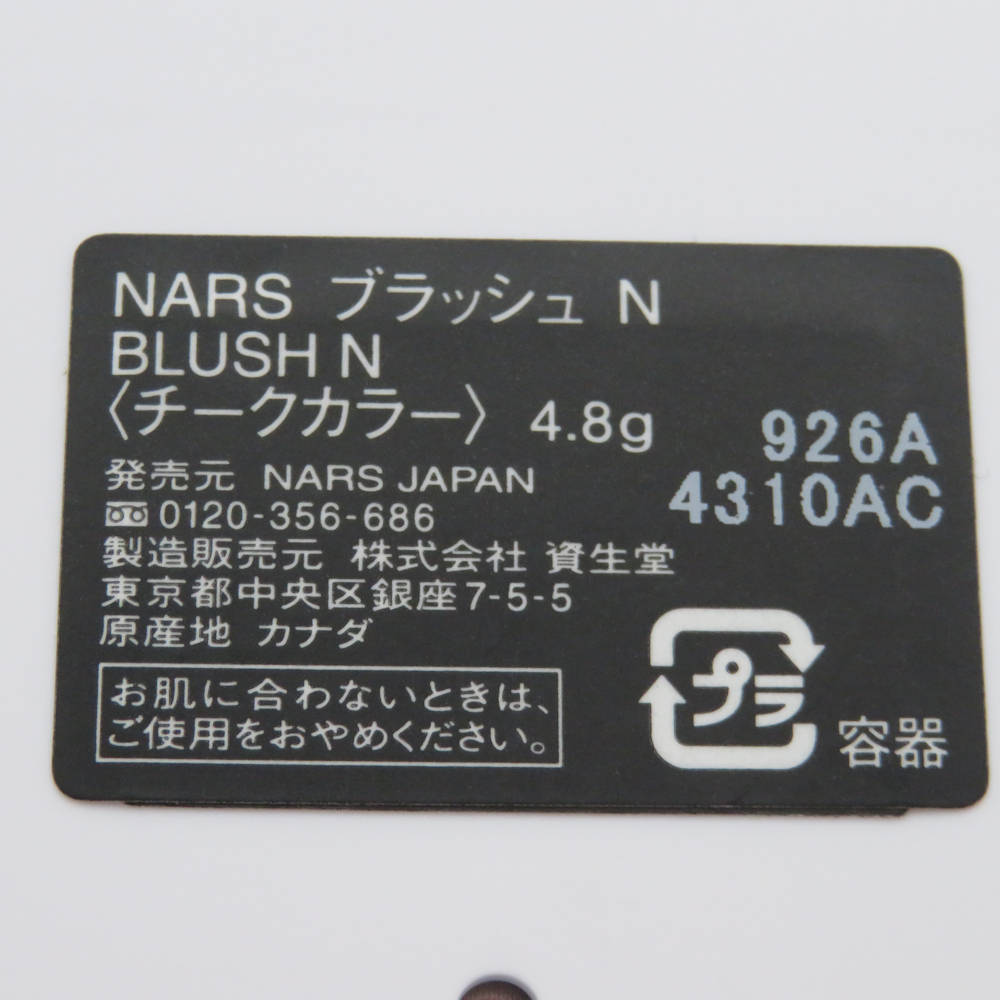 NARS ブラッシュ N
BLUSH N
〈チークカラー〉 4.8g
926A
4310AC
発売元 NARS JAPAN
0120-356-686
製造販売元 株式会社 資生堂
東京都中央区銀座7-5-5
原産地 カナダ
お肌に合わないときは、
ご使用をおやめください。
プラ
容器